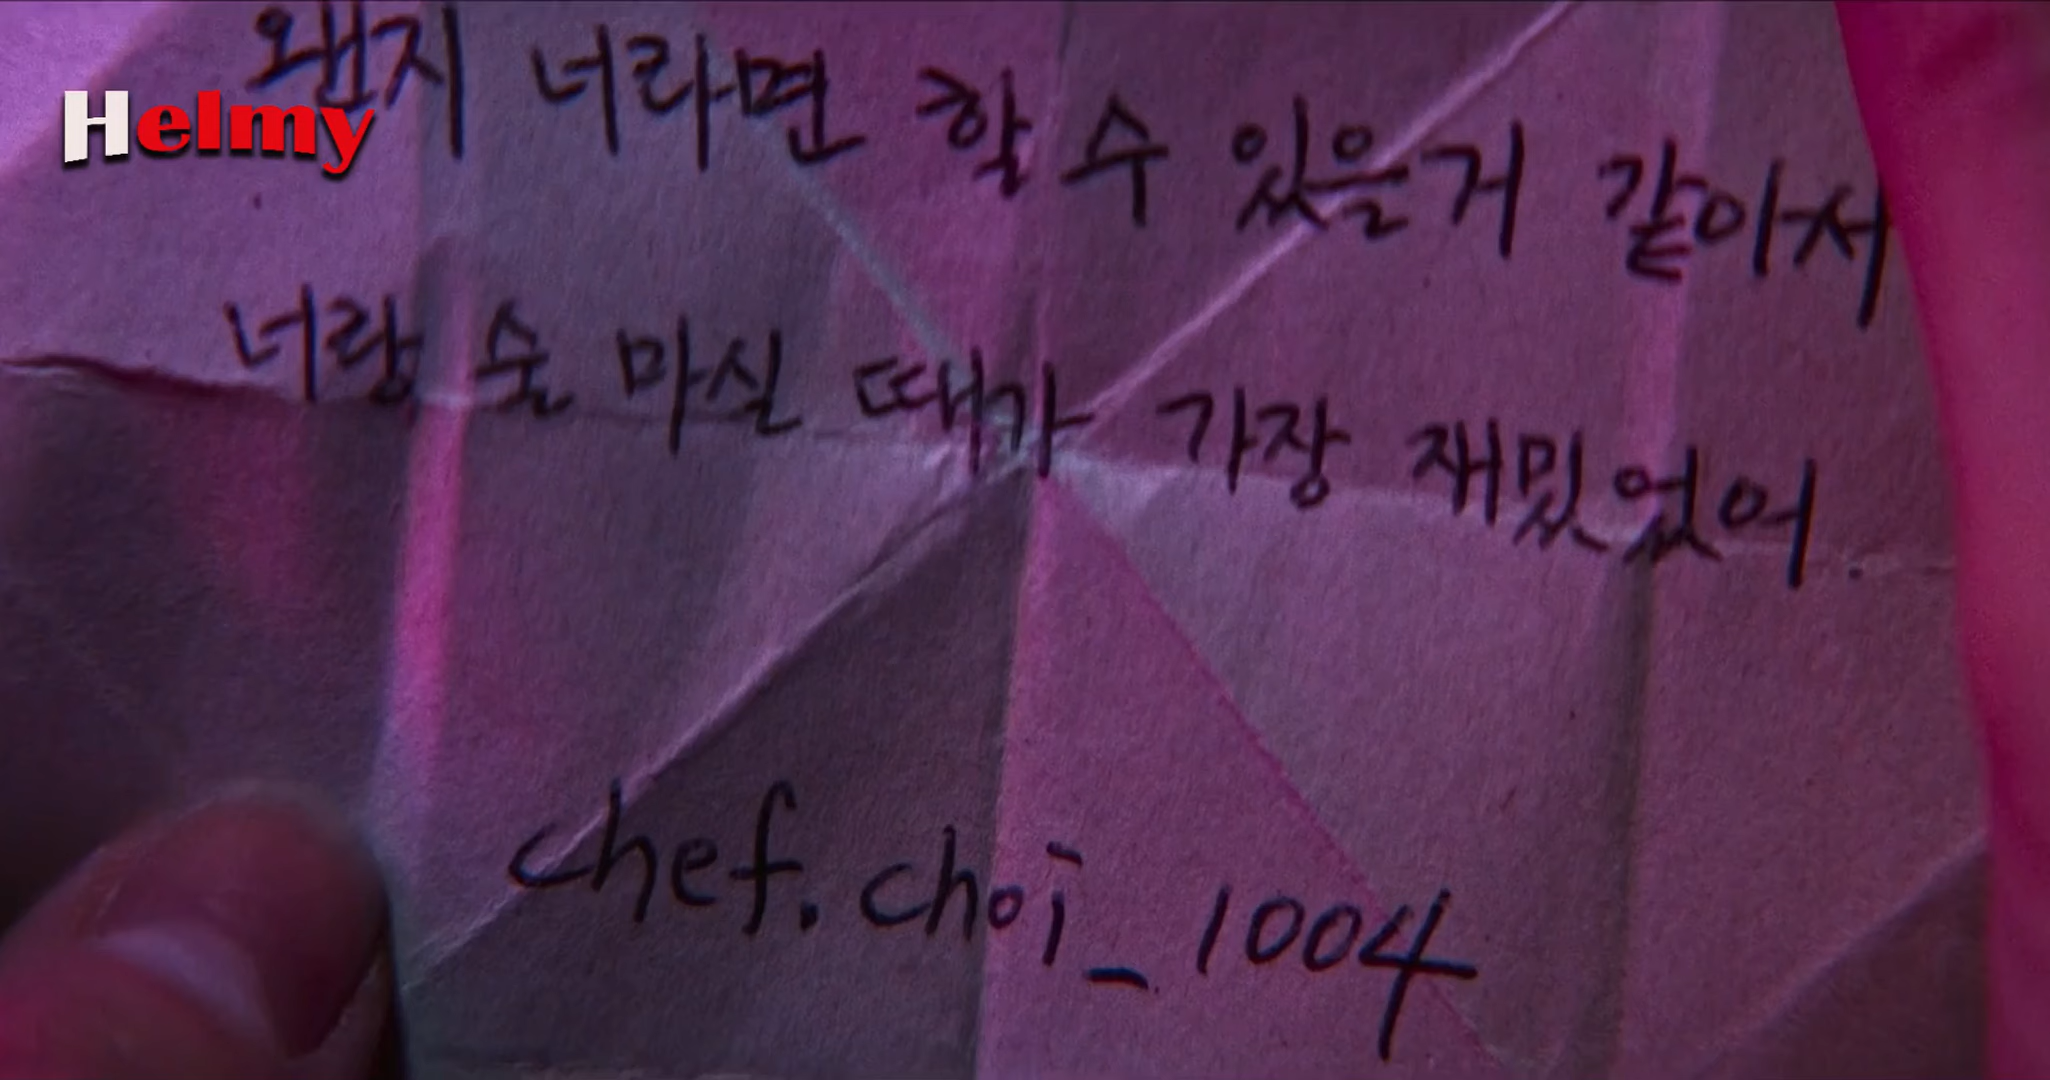 왠지 너라면 할 수 있을거 같아서
Helmy
너랑 술 마실 때가 가장 재밌었어.
chef.choi_1004